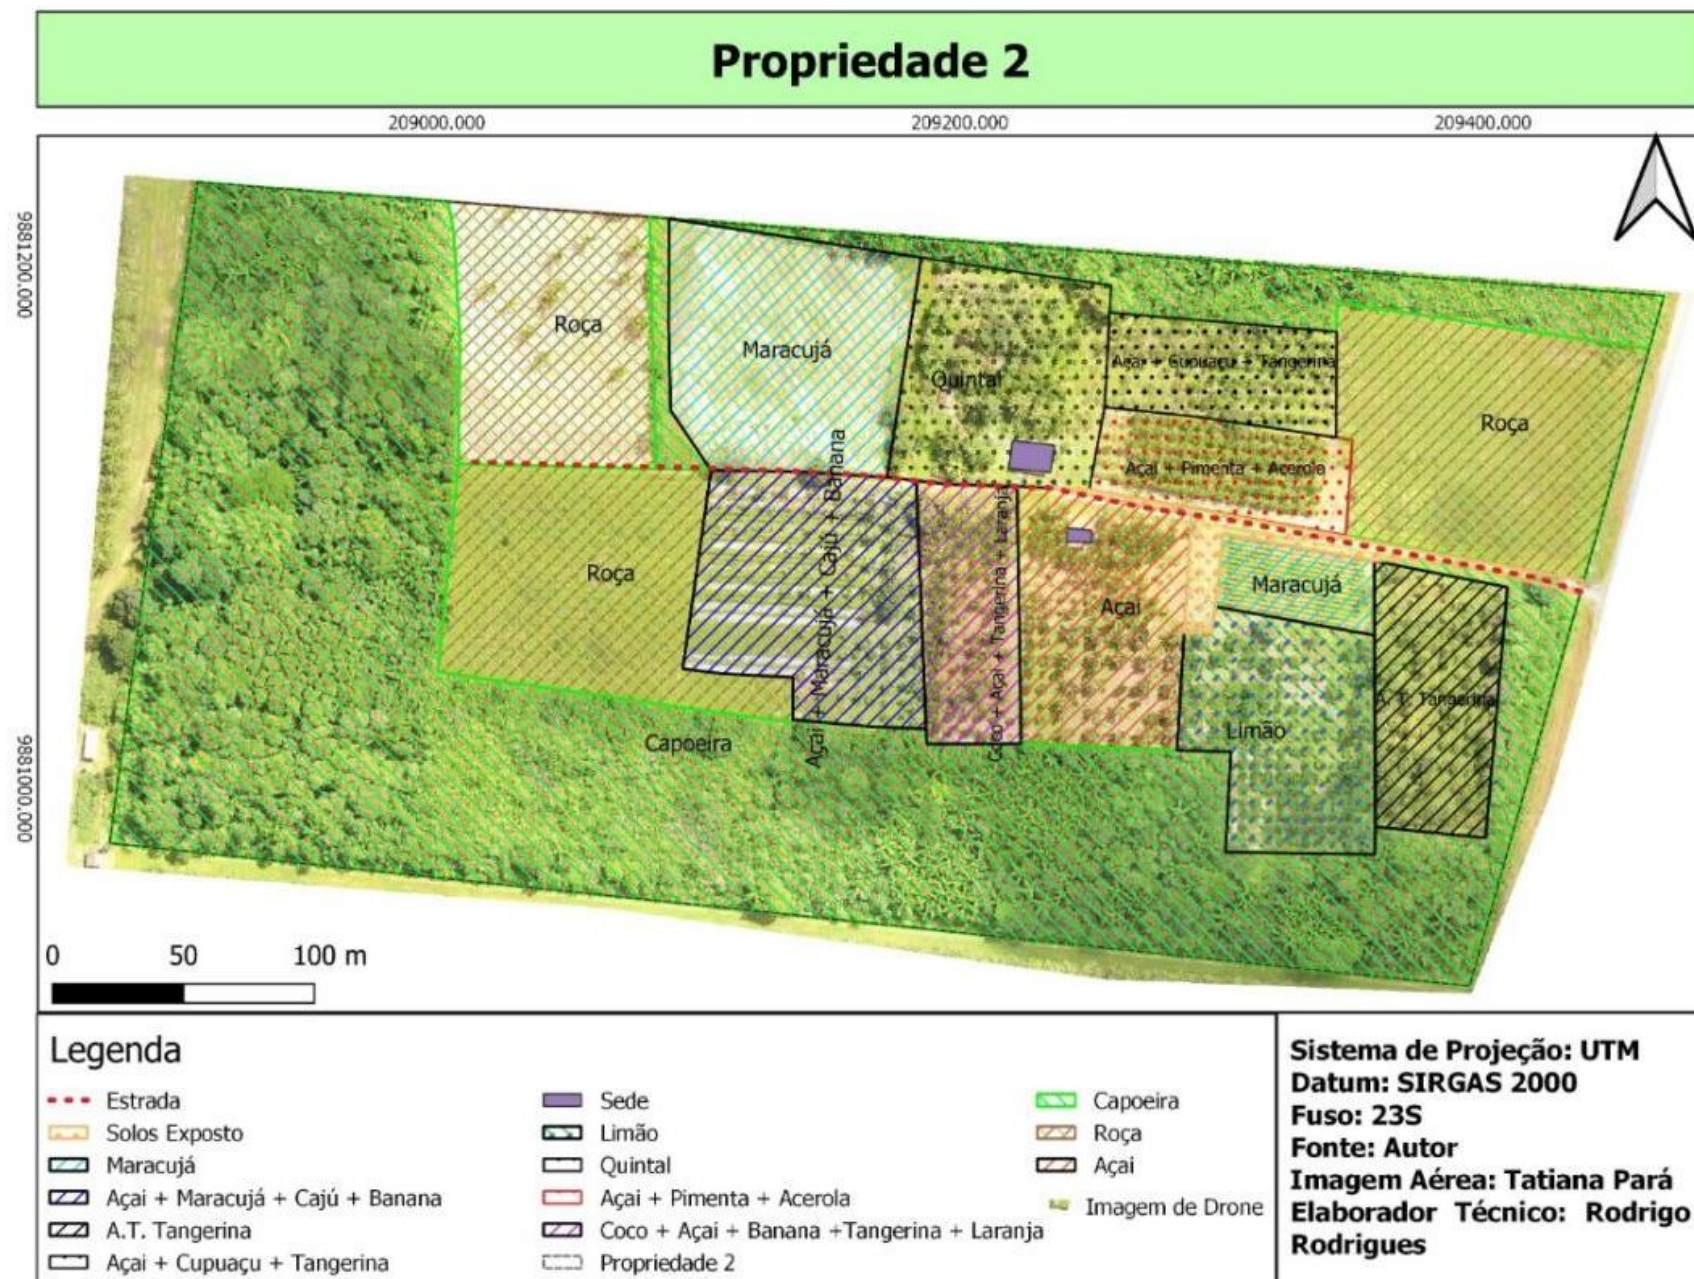 Propriedade 2
209000.000
209200.000
209400.000
9881200.000
9881000.000
Roça
Maracujá
Quintal
Açai + Cupuaçu + Tangerina
Roça
Açai + Pimenta + Acerola
Roça
Açai + Maracujá + Cajú + Banana
Coco + Açai + Tangerina + Laranja
Açai
Maracujá
A. T. Tangerina
Limão
Capoeira
0 50 100 m
Legenda
Estrada
Solos Exposto
Maracujá
Açai + Maracujá + Cajú + Banana
A.T. Tangerina
Açai + Cupuaçu + Tangerina
Sede
Limão
Quintal
Açai + Pimenta + Acerola
Coco + Açai + Banana +Tangerina + Laranja
Propriedade 2
Capoeira
Roça
Açai
Imagem de Drone
Sistema de Projeção: UTM
Datum: SIRGAS 2000
Fuso: 23S
Fonte: Autor
Imagem Aérea: Tatiana Pará
Elaborador Técnico: Rodrigo
Rodrigues